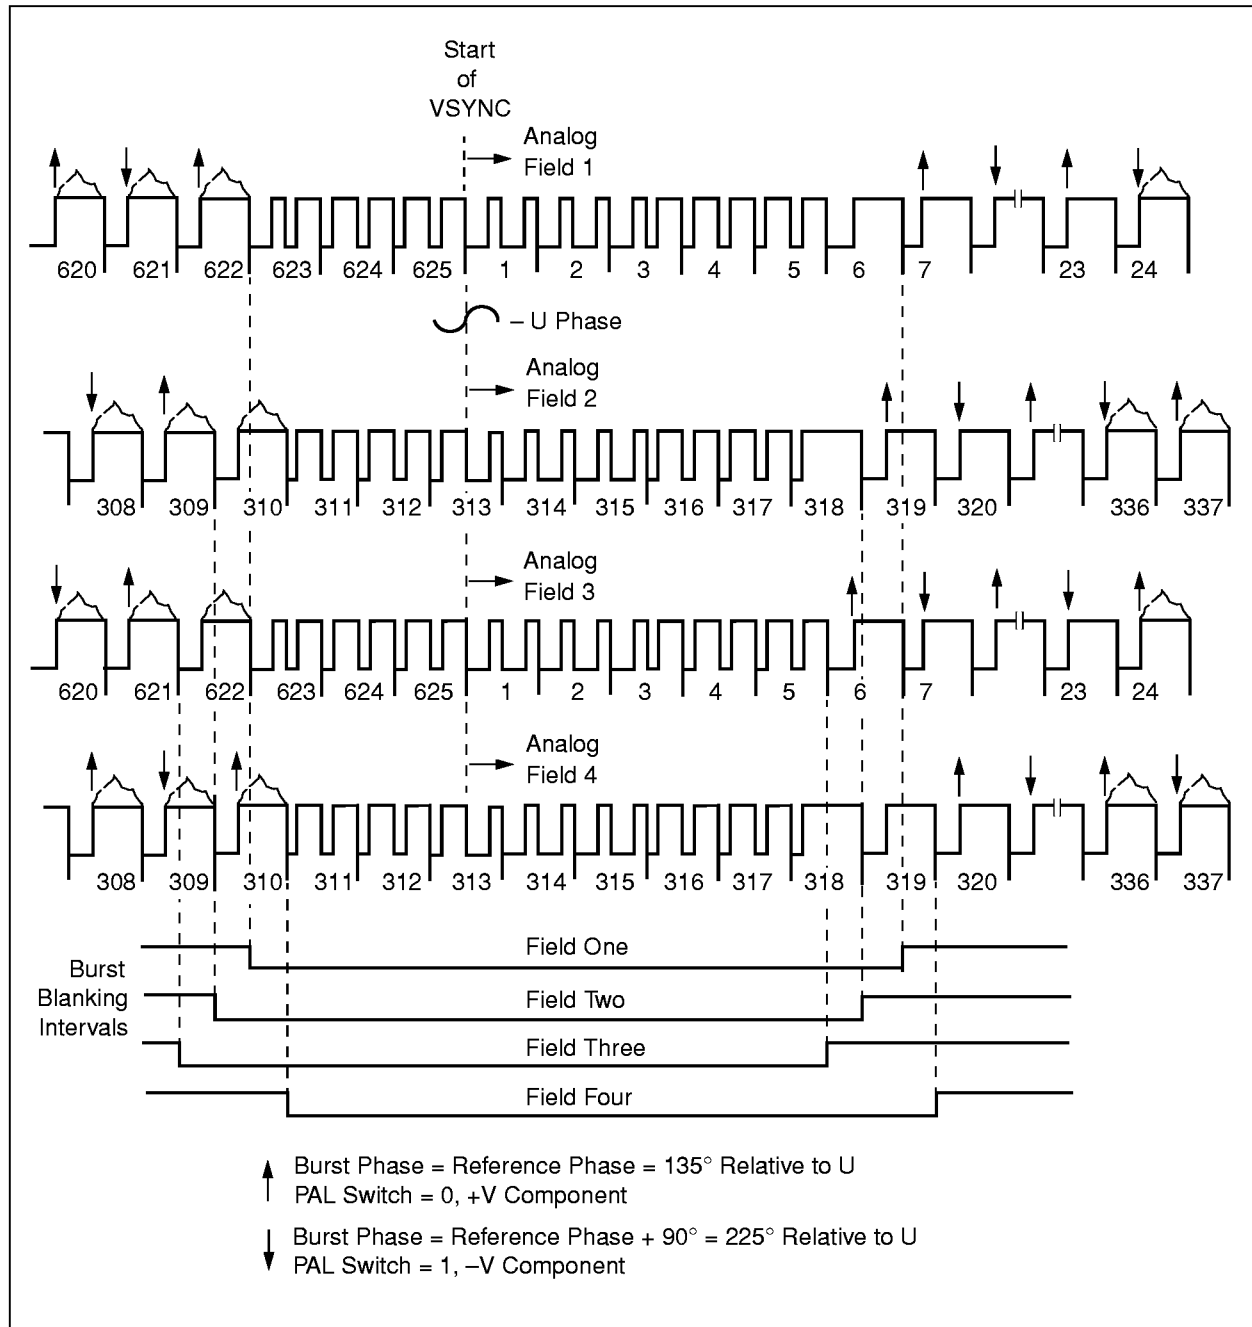 Start
of
VSYNC
Analog
Field 1
620 621 622 623 624 625 1 2 3 4 5 6 7 23 24
– U Phase
Analog
Field 2
308 309 310 311 312 313 314 315 316 317 318 319 320 336 337
Analog
Field 3
620 621 622 623 624 625 1 2 3 4 5 6 7 23 24
Analog
Field 4
308 309 310 311 312 313 314 315 316 317 318 319 320 336 337
Burst
Blanking
Intervals
Field One
Field Two
Field Three
Field Four
Burst Phase = Reference Phase = 135° Relative to U
PAL Switch = 0, +V Component
Burst Phase = Reference Phase + 90° = 225° Relative to U
PAL Switch = 1, –V Component